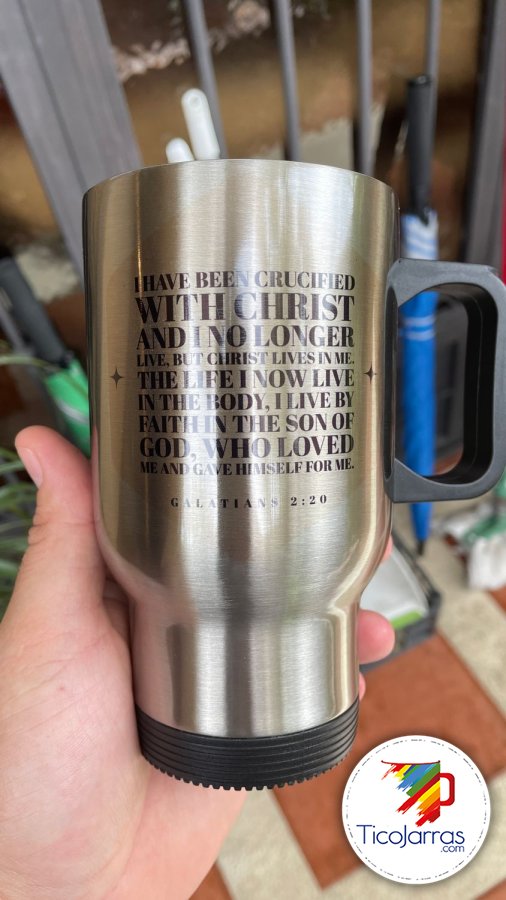 I HAVE BEEN CRUCIFIED
WITH CHRIST
AND I NO LONGER
LIVE, BUT CHRIST LIVES IN ME.
THE LIFE I NOW LIVE
IN THE BODY, I LIVE BY
FAITH IN THE SON OF
GOD, WHO LOVED
ME AND GAVE HIMSELF FOR ME.
GALATIANS 2:20
TicoJarras
.com